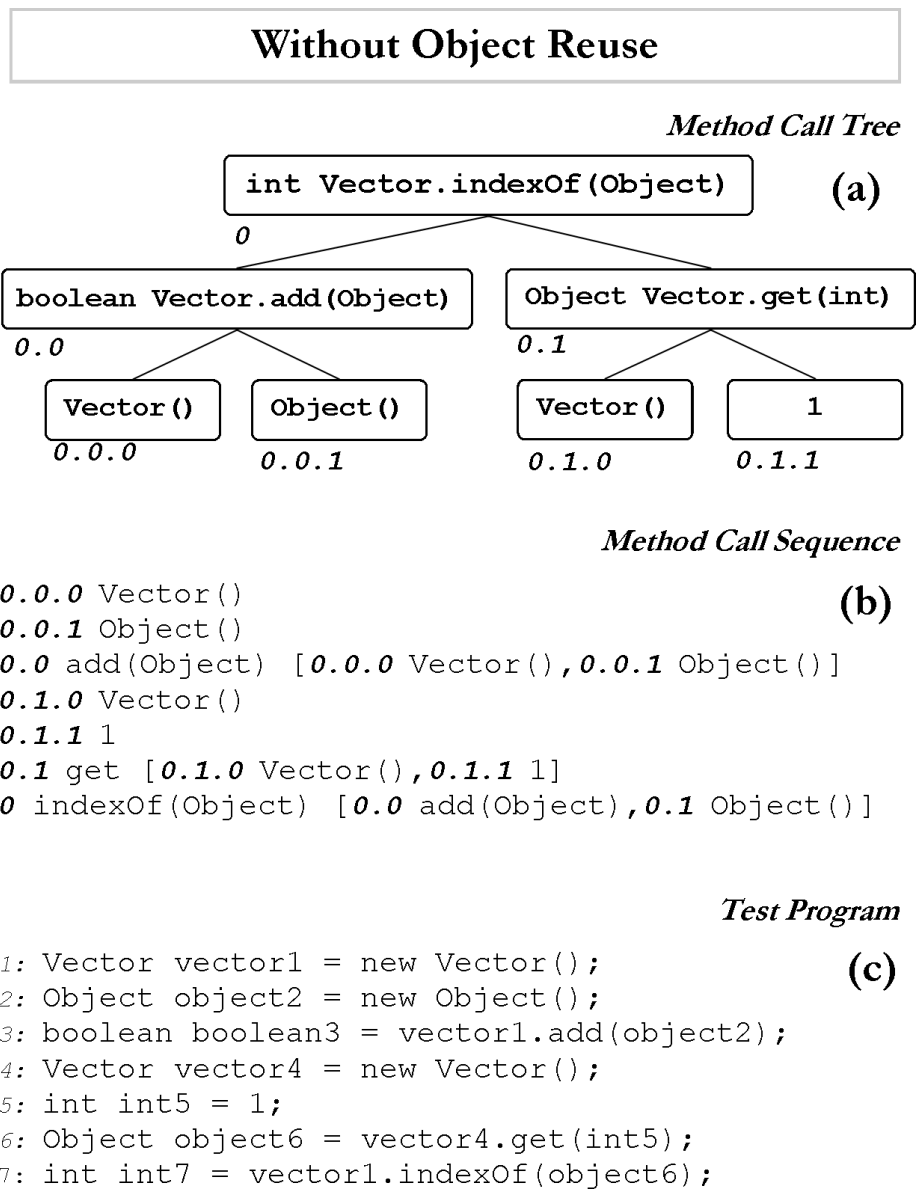 Without Object Reuse
Method Call Tree
(a)
int Vector.indexOf(Object)
0
boolean Vector.add(Object)
Object Vector.get(int)
0.0
0.1
Vector()
Object()
Vector()
1
0.0.0
0.0.1
0.1.0
0.1.1
Method Call Sequence
(b)
0.0.0 Vector()
0.0.1 Object()
0.0 add(Object) [0.0.0 Vector(),0.0.1 Object()]
0.1.0 Vector()
0.1.1 1
0.1 get [0.1.0 Vector(),0.1.1 1]
0 indexOf(Object) [0.0 add(Object),0.1 Object()]
Test Program
(c)
1: Vector vector1 = new Vector();
2: Object object2 = new Object();
3: boolean boolean3 = vector1.add(object2);
4: Vector vector4 = new Vector();
5: int int5 = 1;
6: Object object6 = vector4.get(int5);
7: int int7 = vector1.indexOf(object6);